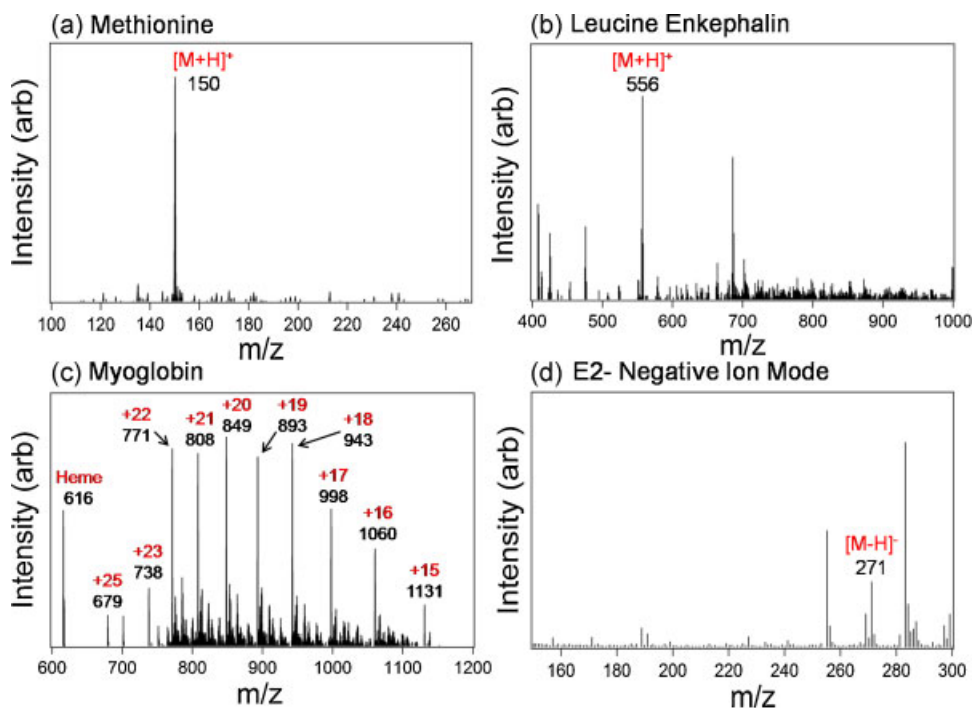 (a) Methionine
[M+H]+
150
Intensity (arb)
100 120 140 160 180 200 220 240 260
m/z
(b) Leucine Enkephalin
[M+H]+
556
Intensity (arb)
400 500 600 700 800 900 1000
m/z
(c) Myoglobin
Heme
616
+25
679
+23
738
+22
771
+21
808
+20
849
+19
893
+18
943
+17
998
+16
1060
+15
1131
Intensity (arb)
600 700 800 900 1000 1100 1200
m/z
(d) E2- Negative Ion Mode
[M-H]-
271
Intensity (arb)
160 180 200 220 240 260 280 300
m/z